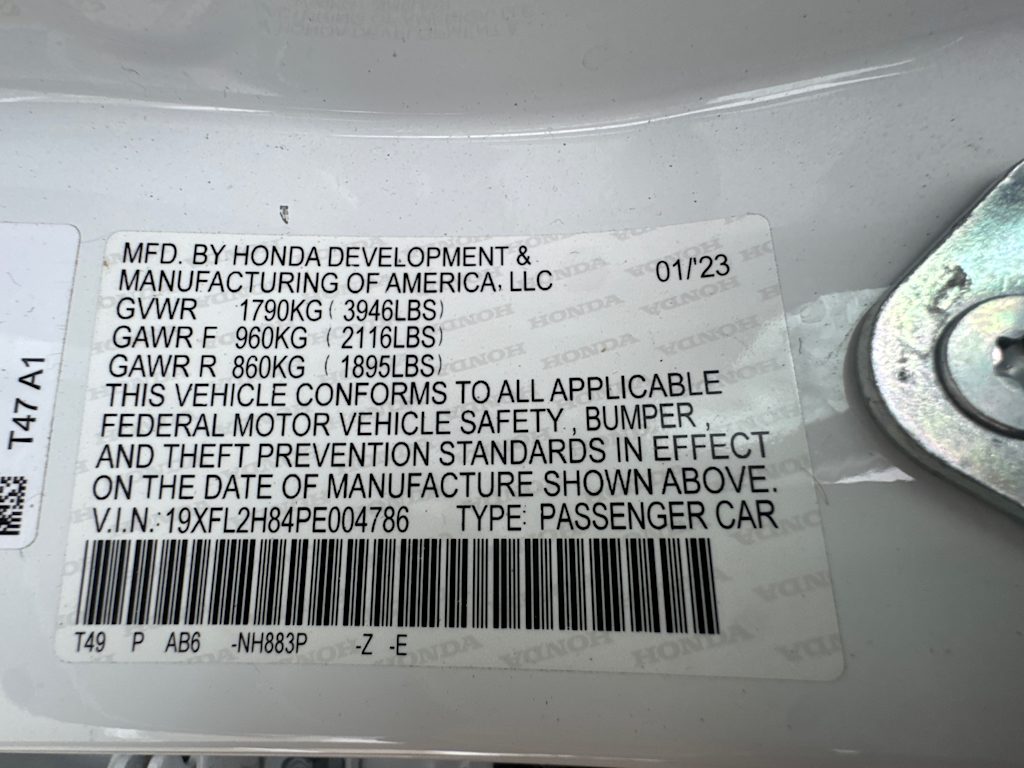 MFD. BY HONDA DEVELOPMENT &
MANUFACTURING OF AMERICA, LLC 01/'23
GVWR 1790KG ( 3946LBS)
GAWR F 960KG ( 2116LBS)
GAWR R 860KG ( 1895LBS)
THIS VEHICLE CONFORMS TO ALL APPLICABLE
FEDERAL MOTOR VEHICLE SAFETY , BUMPER ,
AND THEFT PREVENTION STANDARDS IN EFFECT
ON THE DATE OF MANUFACTURE SHOWN ABOVE.
V.I.N.: 19XFL2H84PE004786 TYPE: PASSENGER CAR
T49 P AB6 -NH883P -Z -E
T47 A1